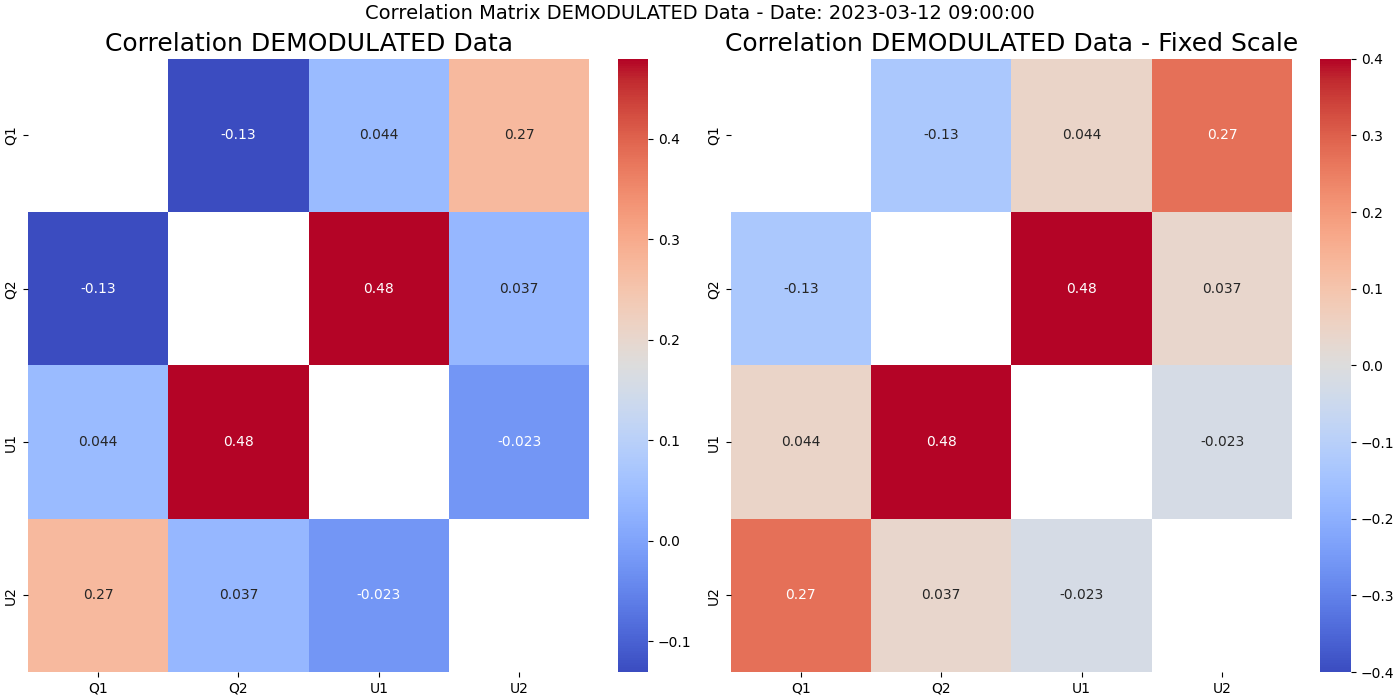 Correlation Matrix DEMODULATED Data - Date: 2023-03-12 09:00:00
Correlation DEMODULATED Data
Q1
-0.13
0.044
0.27
Q2
-0.13
0.48
0.037
U1
0.044
0.48
-0.023
U2
0.27
0.037
-0.023
Q1
Q2
U1
U2
0.4
0.3
0.2
0.1
0.0
−0.1
Correlation DEMODULATED Data - Fixed Scale
Q1
-0.13
0.044
0.27
Q2
-0.13
0.48
0.037
U1
0.044
0.48
-0.023
U2
0.27
0.037
-0.023
Q1
Q2
U1
U2
0.4
0.3
0.2
0.1
0.0
−0.1
−0.2
−0.3
−0.4